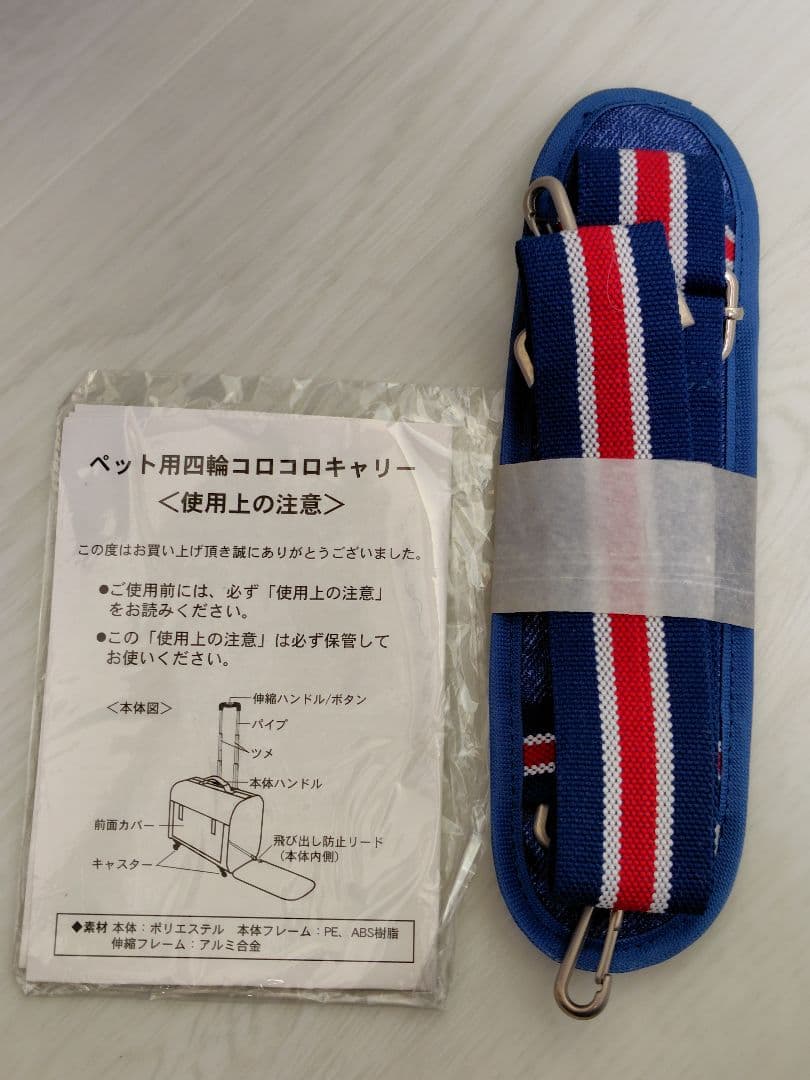 ペット用四輪コロコロキャリー
＜使用上の注意＞
この度はお買い上げ頂き誠にありがとうございました。
●ご使用前には、必ず「使用上の注意」
をお読みください。
●この「使用上の注意」は必ず保管して
お使いください。
＜本体図＞
伸縮ハンドル/ボタン
パイプ
ツメ
本体ハンドル
前面カバー
飛び出し防止リード
（本体内側）
キャスター
◆素材 本体：ポリエステル 本体フレーム：PE、ABS樹脂
伸縮フレーム：アルミ合金